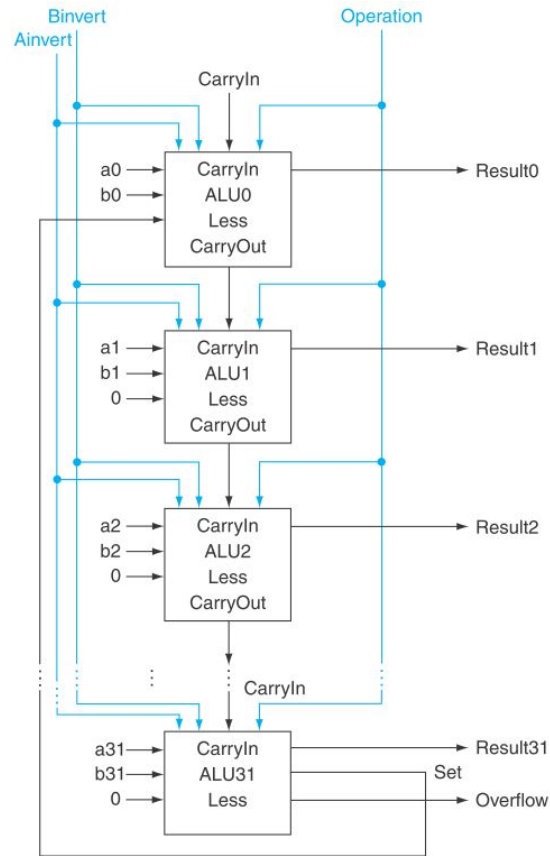 Binvert
Operation
Ainvert
CarryIn
a0
CarryIn
Result0
b0
ALU0
Less
CarryOut
a1
CarryIn
Result1
b1
ALU1
0
Less
CarryOut
a2
CarryIn
Result2
b2
ALU2
0
Less
CarryOut
CarryIn
a31
CarryIn
Result31
b31
ALU31
Set
0
Less
Overflow